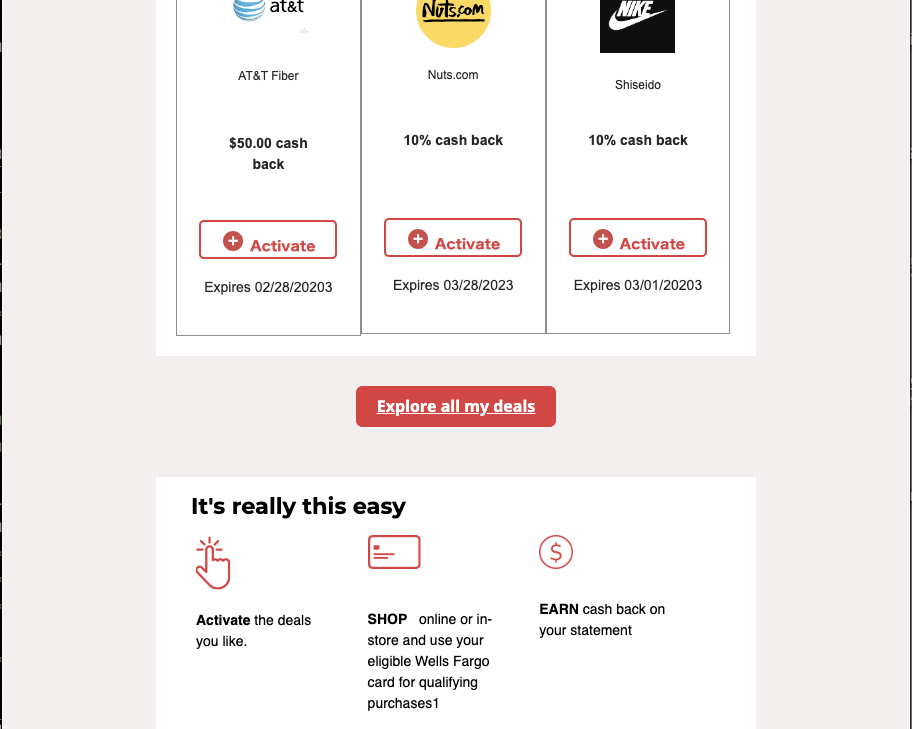 at&t
Nuts.com
NIKE
AT&T Fiber
Nuts.com
Shiseido
$50.00 cash
back
10% cash back
10% cash back
Activate
Activate
Activate
Expires 02/28/20203
Expires 03/28/2023
Expires 03/01/20203
Explore all my deals
It's really this easy
$
Activate the deals
you like.
SHOP online or in-
store and use your
eligible Wells Fargo
card for qualifying
purchases1
EARN cash back on
your statement